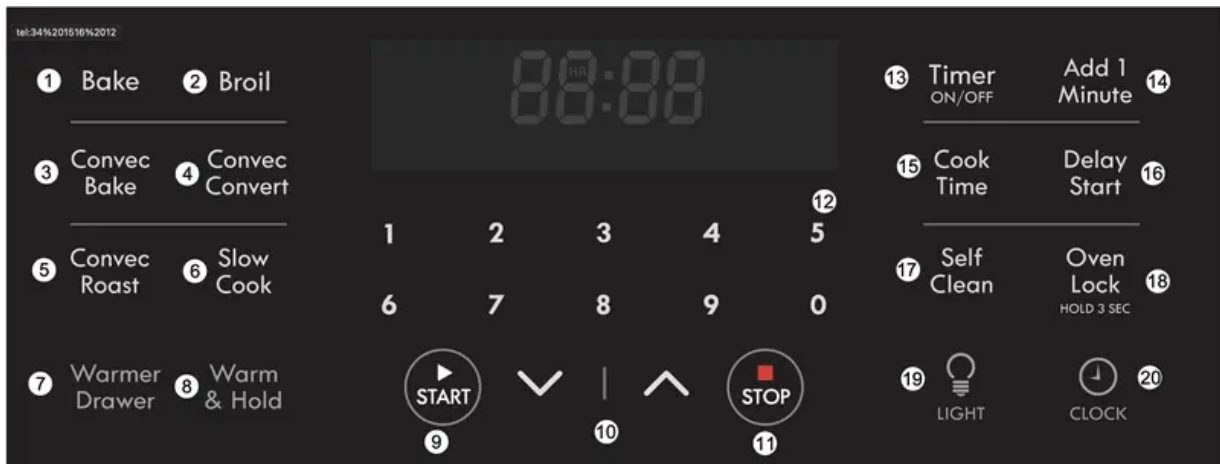 tel:34%201516%2012
1 Bake 2 Broil
HR
88:88
13 Timer
ON/OFF
Add 1
Minute 14
3 Convec
Bake
4 Convec
Convert
15 Cook
Time
Delay
Start 16
12
1 2 3 4 5
5 Convec
Roast
6 Slow
Cook
17 Self
Clean
Oven
Lock 18
HOLD 3 SEC
6 7 8 9 0
7 Warmer
Drawer
8 Warm
& Hold
START
9
10
STOP
11
19
LIGHT
20
CLOCK